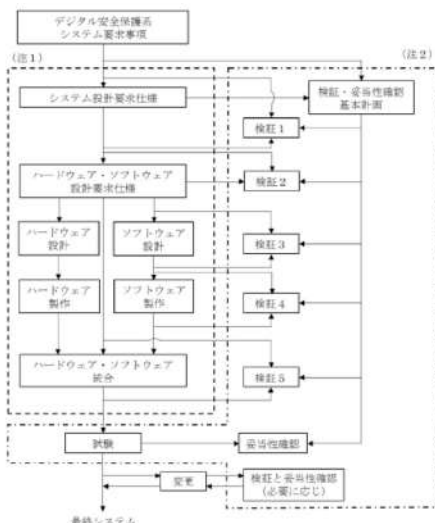 デジタル安全保護系
システム要求事項
(注1)
(注2)
システム設計要求仕様
検証・妥当性確認
基本計画
検証1
ハードウェア・ソフトウェア
設計要求仕様
検証2
ハードウェア
設計
ソフトウェア
設計
検証3
ハードウェア
製作
ソフトウェア
製作
検証4
ハードウェア・ソフトウェア
統合
検証5
試験
妥当性確認
変更
検証と妥当性確認
(必要に応じ)
最終システム